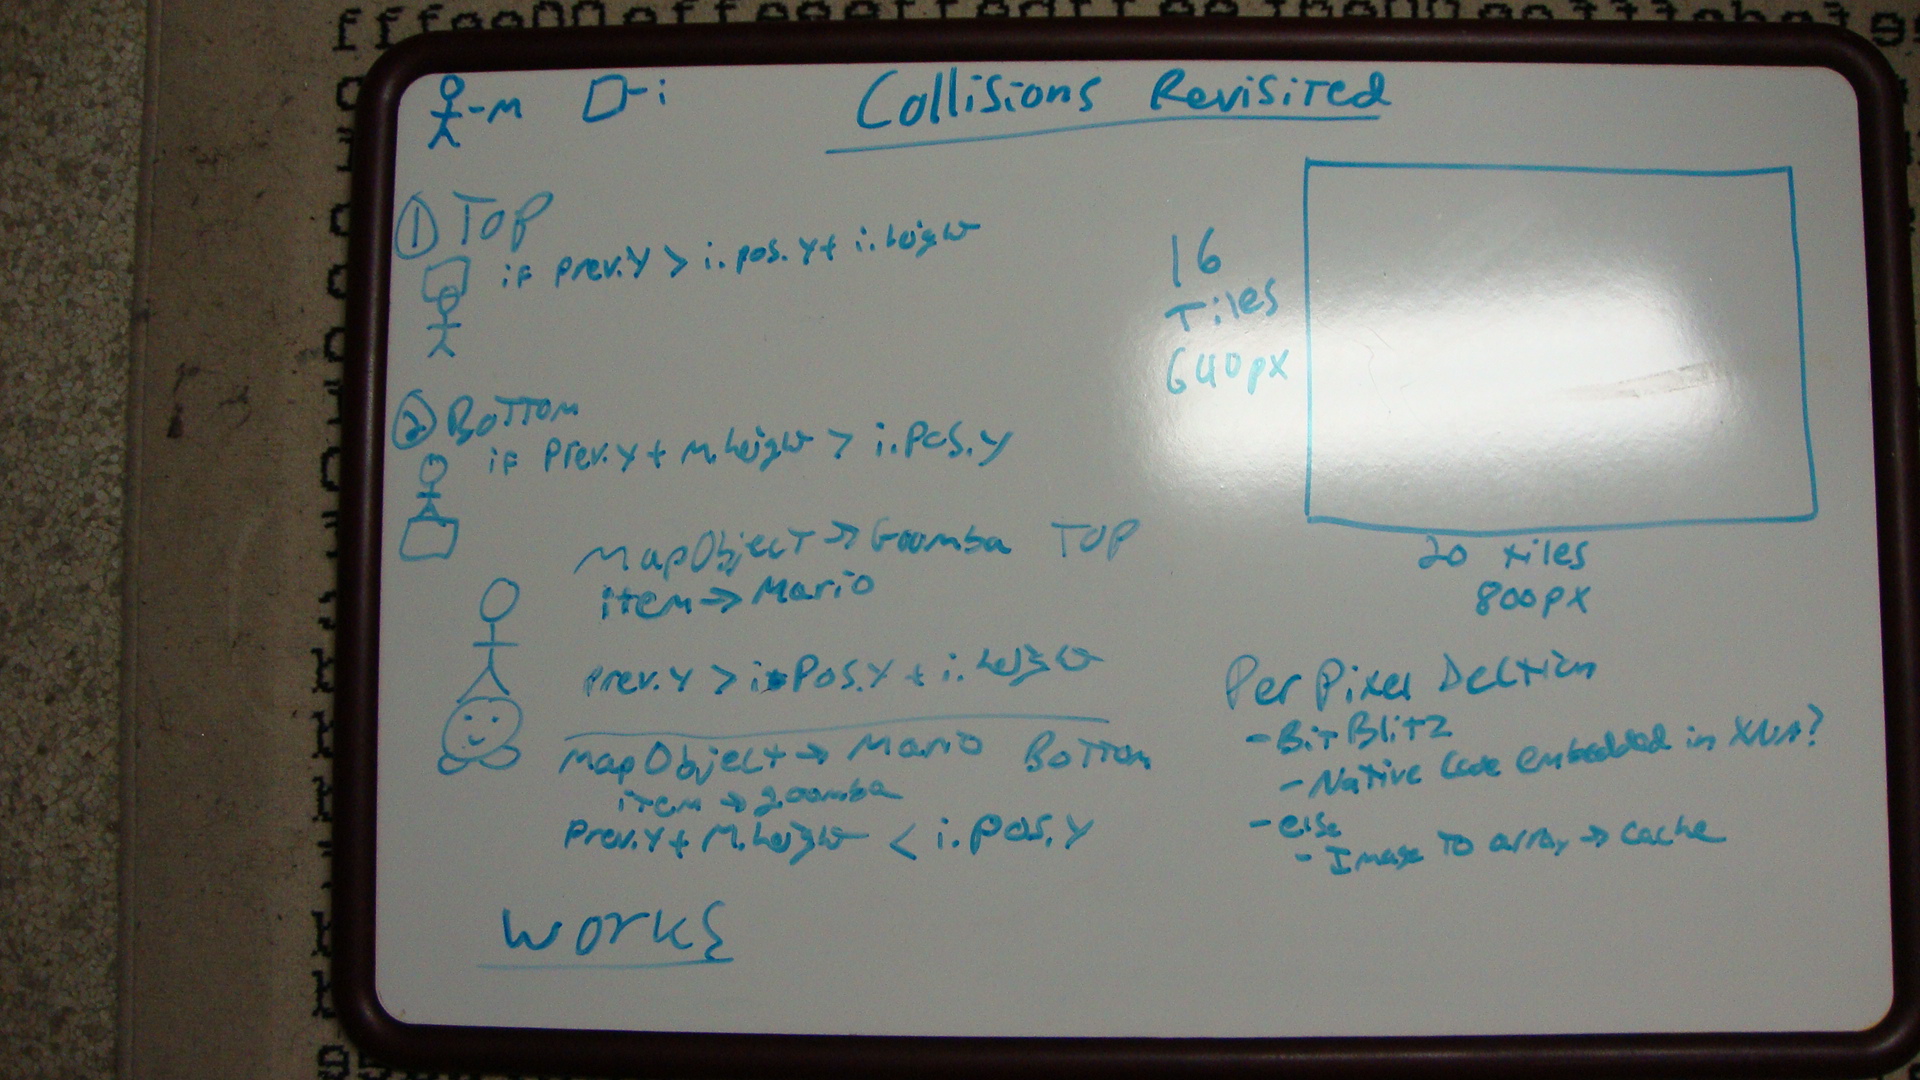 -M
-i
Collisions Revisited
① TOP
if prev.Y > i.pos.Y + i.height
② Bottom
if prev.y + M.height > i.pos.y
MapObject → Goomba TOP
item → Mario
prev.y > i.Pos.Y + i.height
MapObject → Mario Bottom
item → goomba
Prev.y + M.height < i.pos.y
WORKS
16
Tiles
640px
20 tiles
800px
Per Pixel
- BitBlitz
- Native code embedded in XNA?
- else
- Image to array → cache